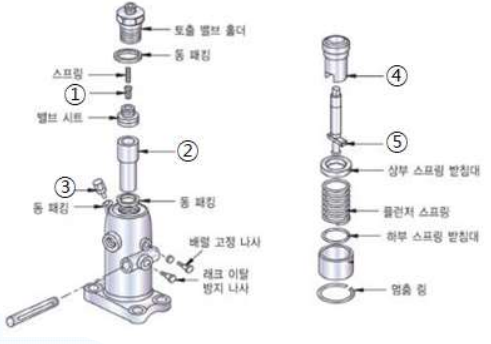 토출 밸브 홀더
동 패킹
스프링
①
밸브 시트
②
③
동 패킹
동 패킹
배럴 고정 나사
래크 이탈
방지 나사
④
⑤
상부 스프링 받침대
플런저 스프링
하부 스프링 받침대
멈춤 링